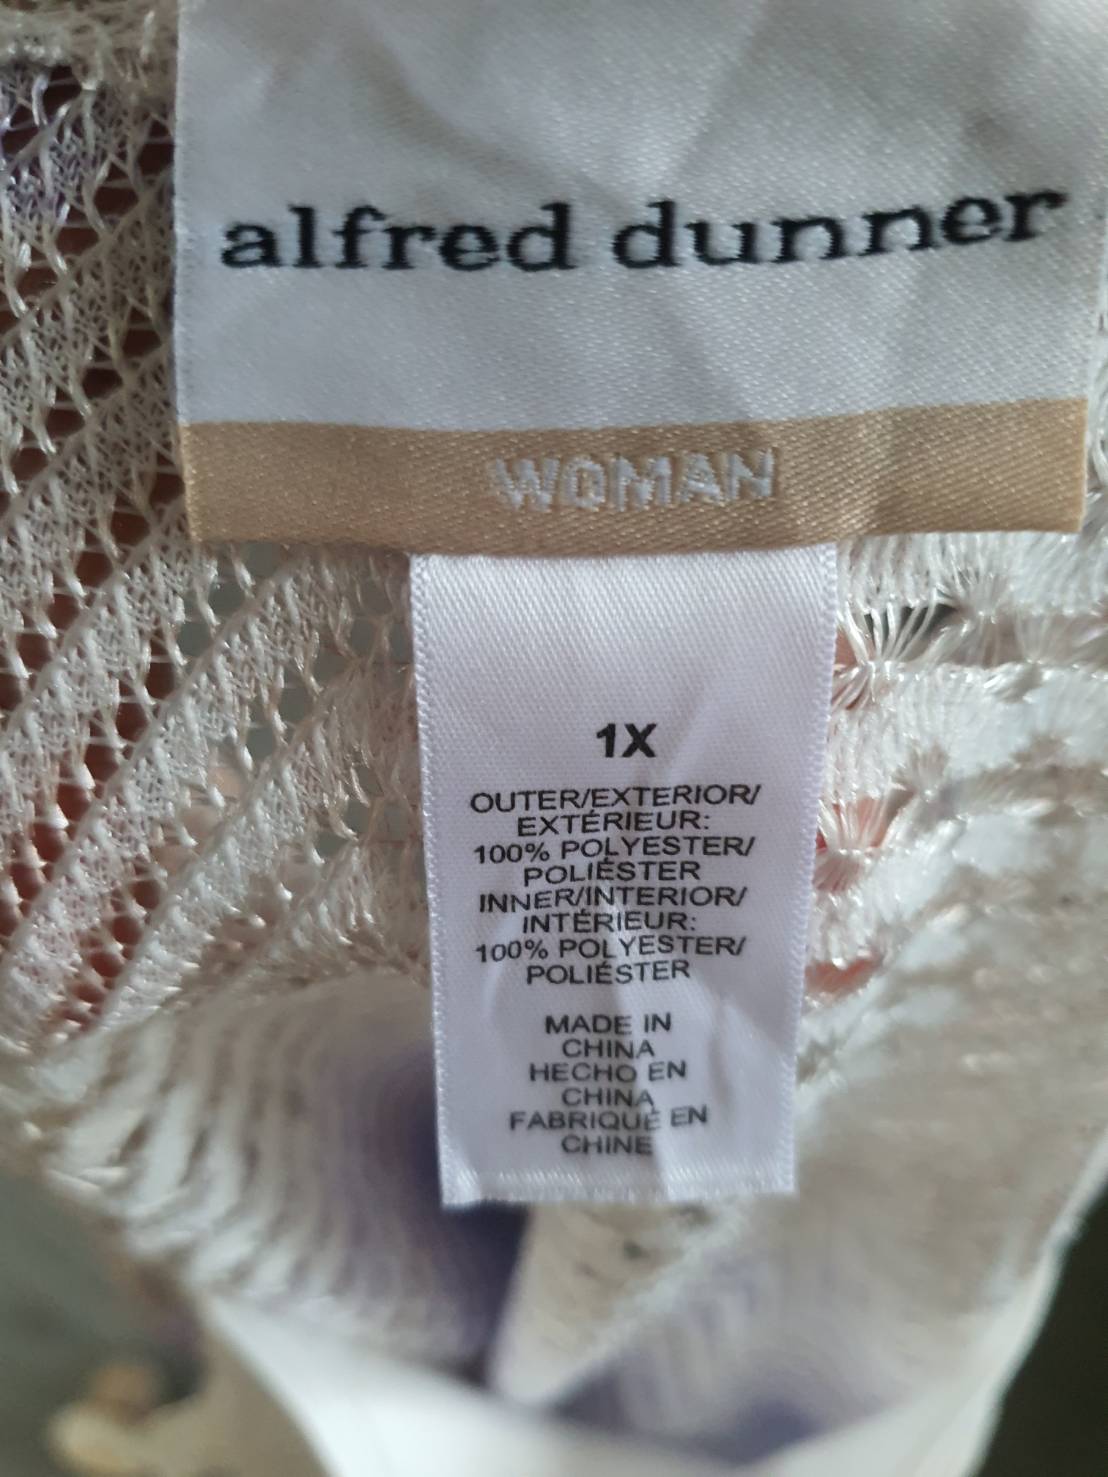 alfred dunner
WOMAN
1X
OUTER/EXTERIOR/
EXTÉRIEUR:
100% POLYESTER/
POLIÉSTER
INNER/INTERIOR/
INTÉRIEUR:
100% POLYESTER/
POLIÉSTER
MADE IN
CHINA
HECHO EN
CHINA
FABRIQUÉ EN
CHINE